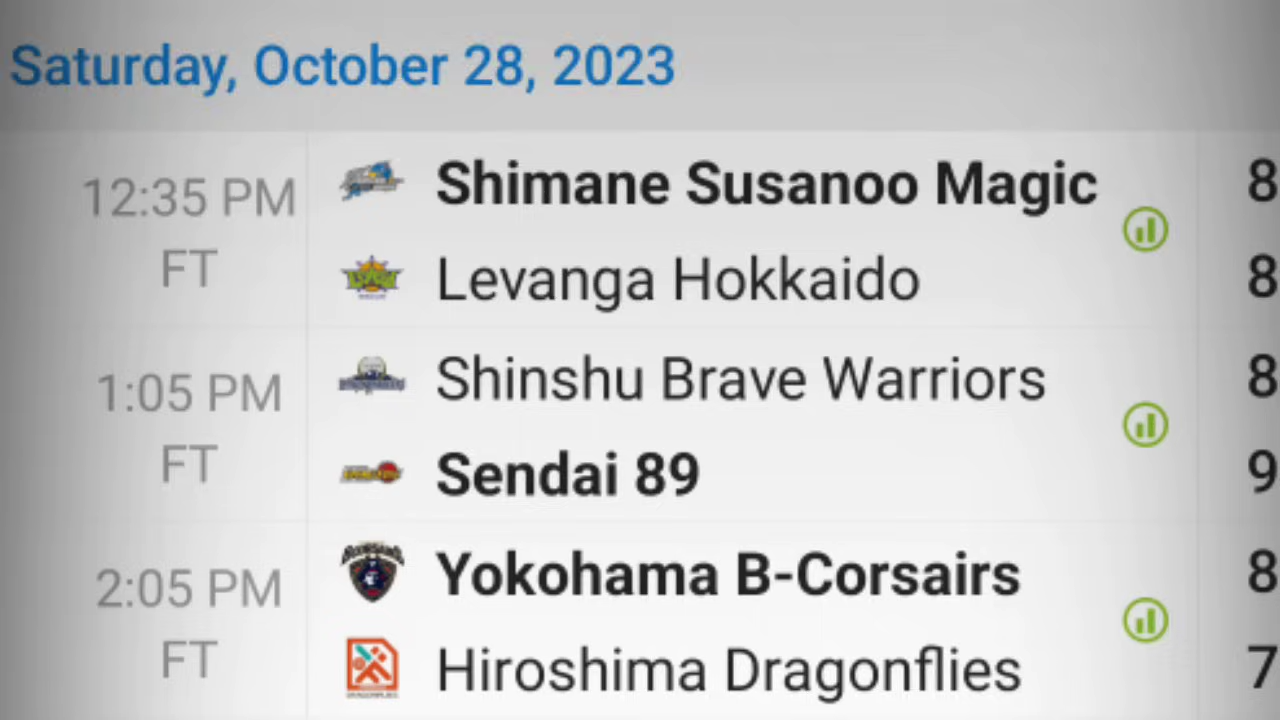 Saturday, October 28, 2023
12:35 PM
FT
Shimane Susanoo Magic
8
Levanga Hokkaido
8
1:05 PM
FT
Shinshu Brave Warriors
8
Sendai 89
9
2:05 PM
FT
Yokohama B-Corsairs
8
Hiroshima Dragonflies
7